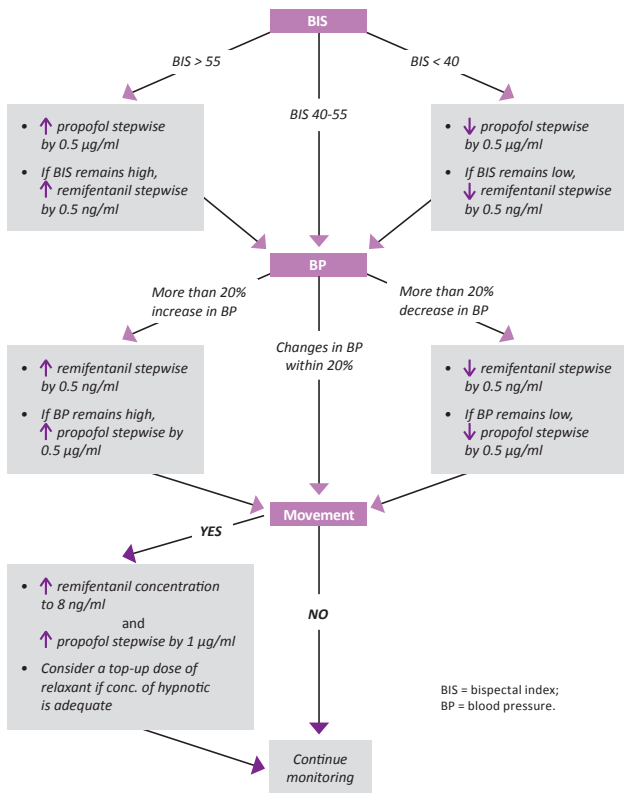 BIS
BIS > 55
BIS < 40
BIS 40-55
• ↑ propofol stepwise
by 0.5 µg/ml
• If BIS remains high,
↑ remifentanil stepwise
by 0.5 ng/ml
• ↓ propofol stepwise
by 0.5 µg/ml
• If BIS remains low,
↓ remifentanil stepwise
by 0.5 ng/ml
BP
More than 20%
increase in BP
Changes in BP
within 20%
More than 20%
decrease in BP
• ↑ remifentanil stepwise
by 0.5 ng/ml
• If BP remains high,
↑ propofol stepwise by
0.5 µg/ml
• ↓ remifentanil stepwise
by 0.5 ng/ml
• If BP remains low,
↓ propofol stepwise
by 0.5 µg/ml
Movement
YES
NO
• ↑ remifentanil concentration
to 8 ng/ml
and
↑ propofol stepwise by 1 µg/ml
• Consider a top-up dose of
relaxant if conc. of hypnotic
is adequate
BIS = bispectal index;
BP = blood pressure.
Continue
monitoring